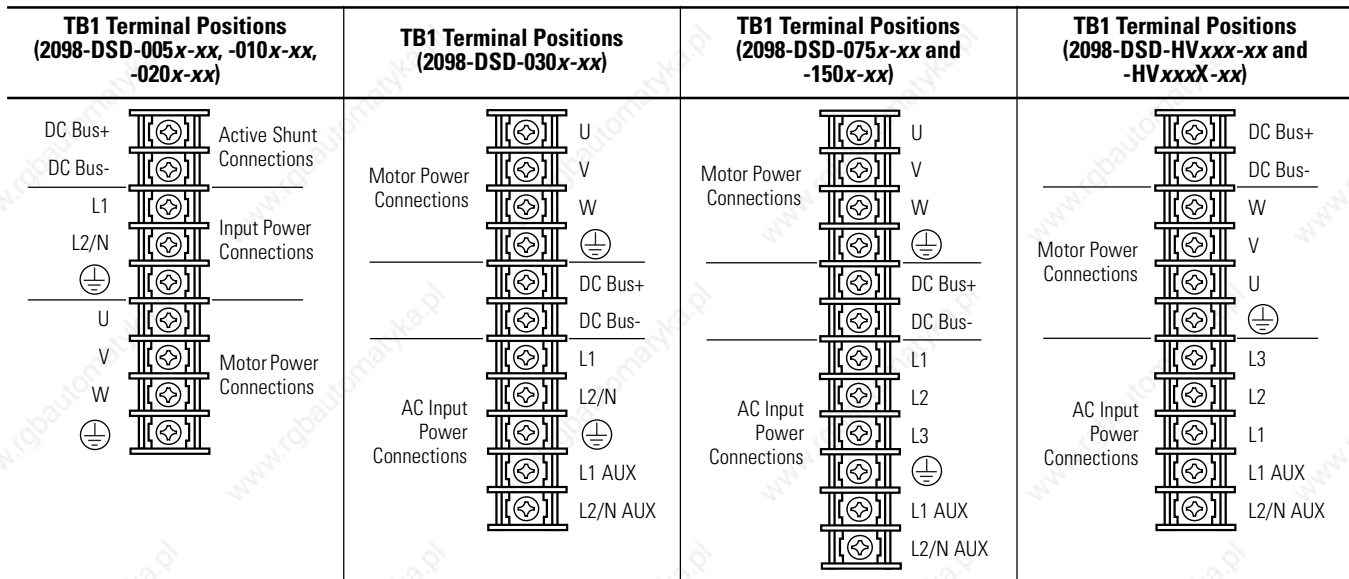 TB1 Terminal Positions
(2098-DSD-005x-xx, -010x-xx,
-020x-xx)
DC Bus+
DC Bus-
Active Shunt
Connections
L1
L2/N
Input Power
Connections
U
V
W
Motor Power
Connections
TB1 Terminal Positions
(2098-DSD-030x-xx)
Motor Power
Connections
U
V
W
DC Bus+
DC Bus-
AC Input
Power
Connections
L1
L2/N
L1 AUX
L2/N AUX
TB1 Terminal Positions
(2098-DSD-075x-xx and
-150x-xx)
Motor Power
Connections
U
V
W
DC Bus+
DC Bus-
AC Input
Power
Connections
L1
L2
L3
L1 AUX
L2/N AUX
TB1 Terminal Positions
(2098-DSD-HVxxx-xx and
-HVxxxX-xx)
DC Bus+
DC Bus-
Motor Power
Connections
W
V
U
AC Input
Power
Connections
L3
L2
L1
L1 AUX
L2/N AUX
www.rgbautomatyka.pl